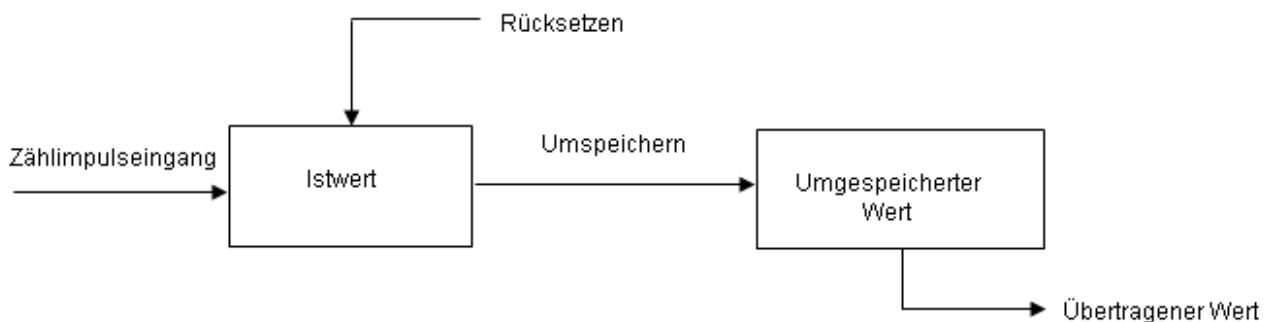 Rücksetzen
Zählimpulseingang
Istwert
Umspeichern
Umgespeicherter
Wert
Übertragener Wert